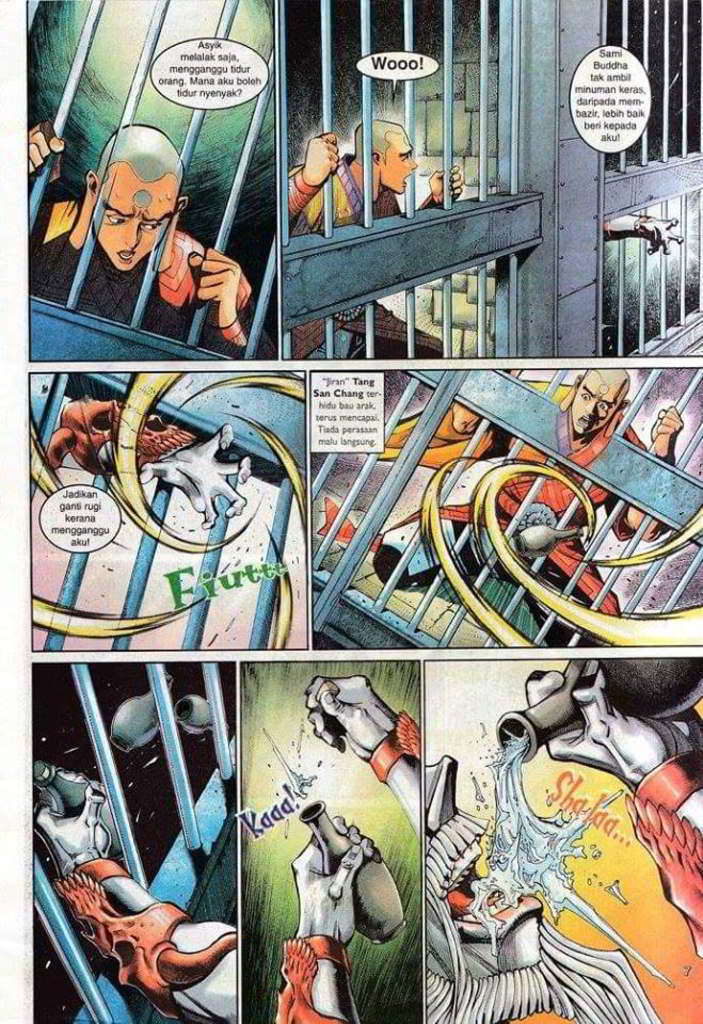 Asyik
melalak saja,
mengganggu tidur
orang. Mana aku boleh
tidur nyenyak?
Wooo!
Sami
Buddha
tak ambil
minuman keras,
daripada mem-
bazir, lebih baik
beri kepada
aku!
Jadikan
ganti rugi
kerana
mengganggu
aku!
Fiuttt
"Jiran" Tang
San Chang ter-
hidu bau arak,
terus mencapai.
Tiada perasaan
malu langsung.
Kaaa!
Sha-laa...
7